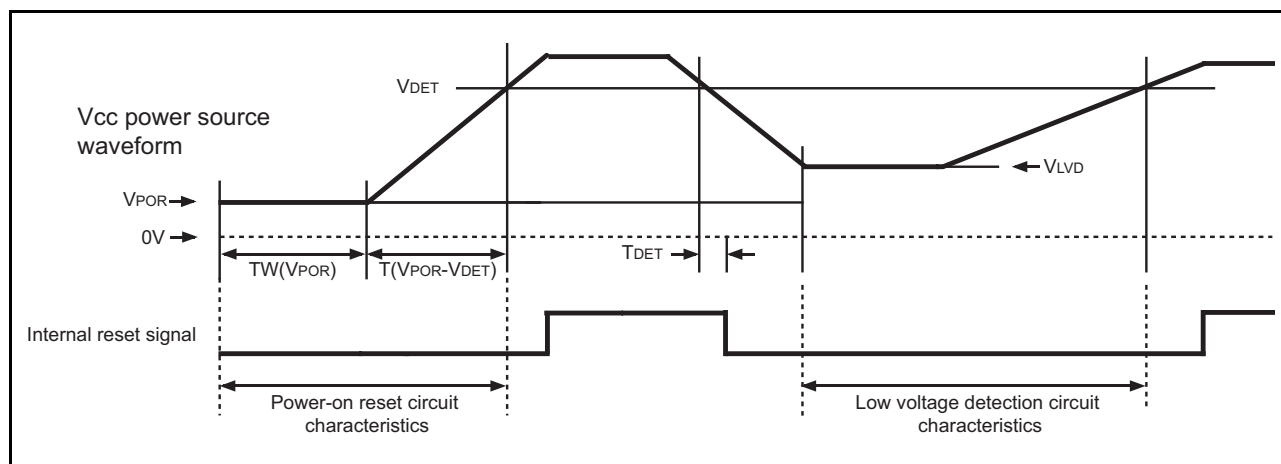 VDET
Vcc power source
waveform
VLVD
VPOR
0V
TDET
TW(VPOR)
T(VPOR-VDET)
Internal reset signal
Power-on reset circuit
characteristics
Low voltage detection circuit
characteristics